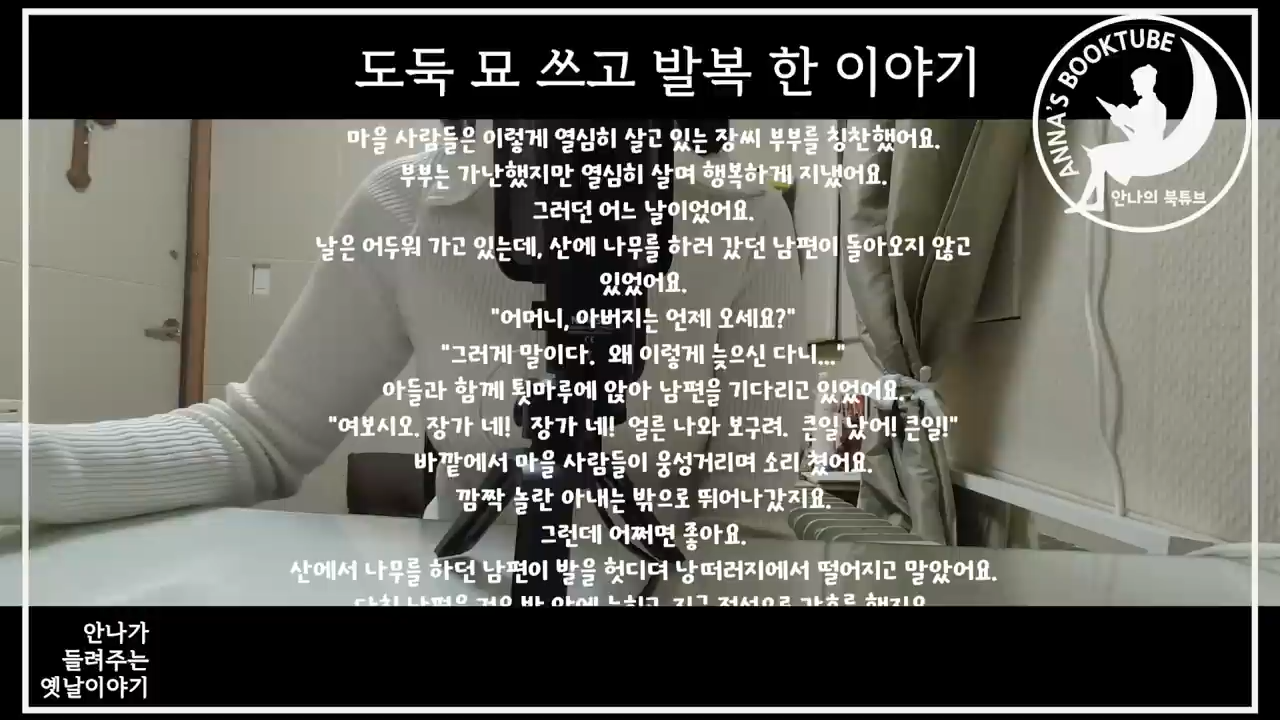 도둑 묘 쓰고 발복 한 이야기
ANNA'S BOOKTUBE
안나의 북튜브
마을 사람들은 이렇게 열심히 살고 있는 장씨 부부를 칭찬했어요.
부부는 가난했지만 열심히 살며 행복하게 지냈어요.
그러던 어느 날이었어요.
날은 어두워 가고 있는데, 산에 나무를 하러 갔던 남편이 돌아오지 않고
있었어요.
"어머니, 아버지는 언제 오세요?"
"그러게 말이다. 왜 이렇게 늦으신 다니..."
아들과 함께 툇마루에 앉아 남편을 기다리고 있었어요.
"여보시오. 장가 네! 장가 네! 얼른 나와 보구려. 큰일 났어! 큰일!"
바깥에서 마을 사람들이 웅성거리며 소리 쳤어요.
깜짝 놀란 아내는 밖으로 뛰어나갔지요.
그런데 어쩌면 좋아요.
산에서 나무를 하던 남편이 발을 헛디뎌 낭떠러지에서 떨어지고 말았어요.
안나가
들려주는
옛날이야기